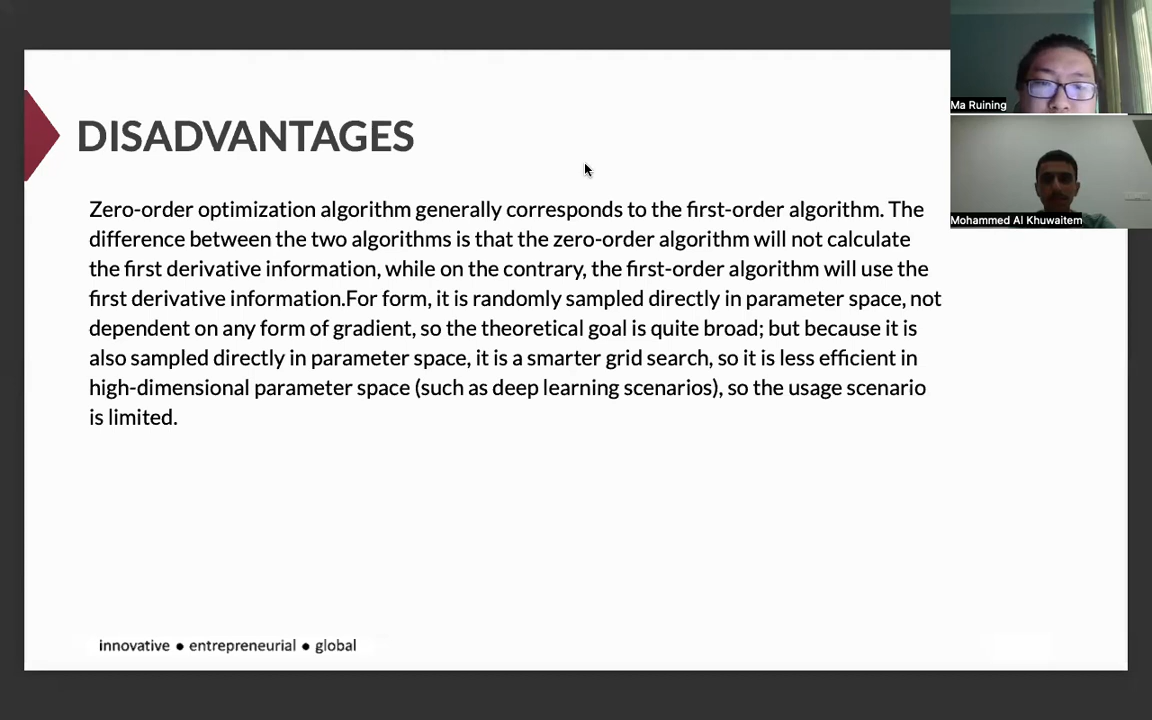 DISADVANTAGES
Zero-order optimization algorithm generally corresponds to the first-order algorithm. The
difference between the two algorithms is that the zero-order algorithm will not calculate
the first derivative information, while on the contrary, the first-order algorithm will use the
first derivative information.For form, it is randomly sampled directly in parameter space, not
dependent on any form of gradient, so the theoretical goal is quite broad; but because it is
also sampled directly in parameter space, it is a smarter grid search, so it is less efficient in
high-dimensional parameter space (such as deep learning scenarios), so the usage scenario
is limited.
innovative ● entrepreneurial ● global
Ma Ruining
Mohammed Al Khuwaitem